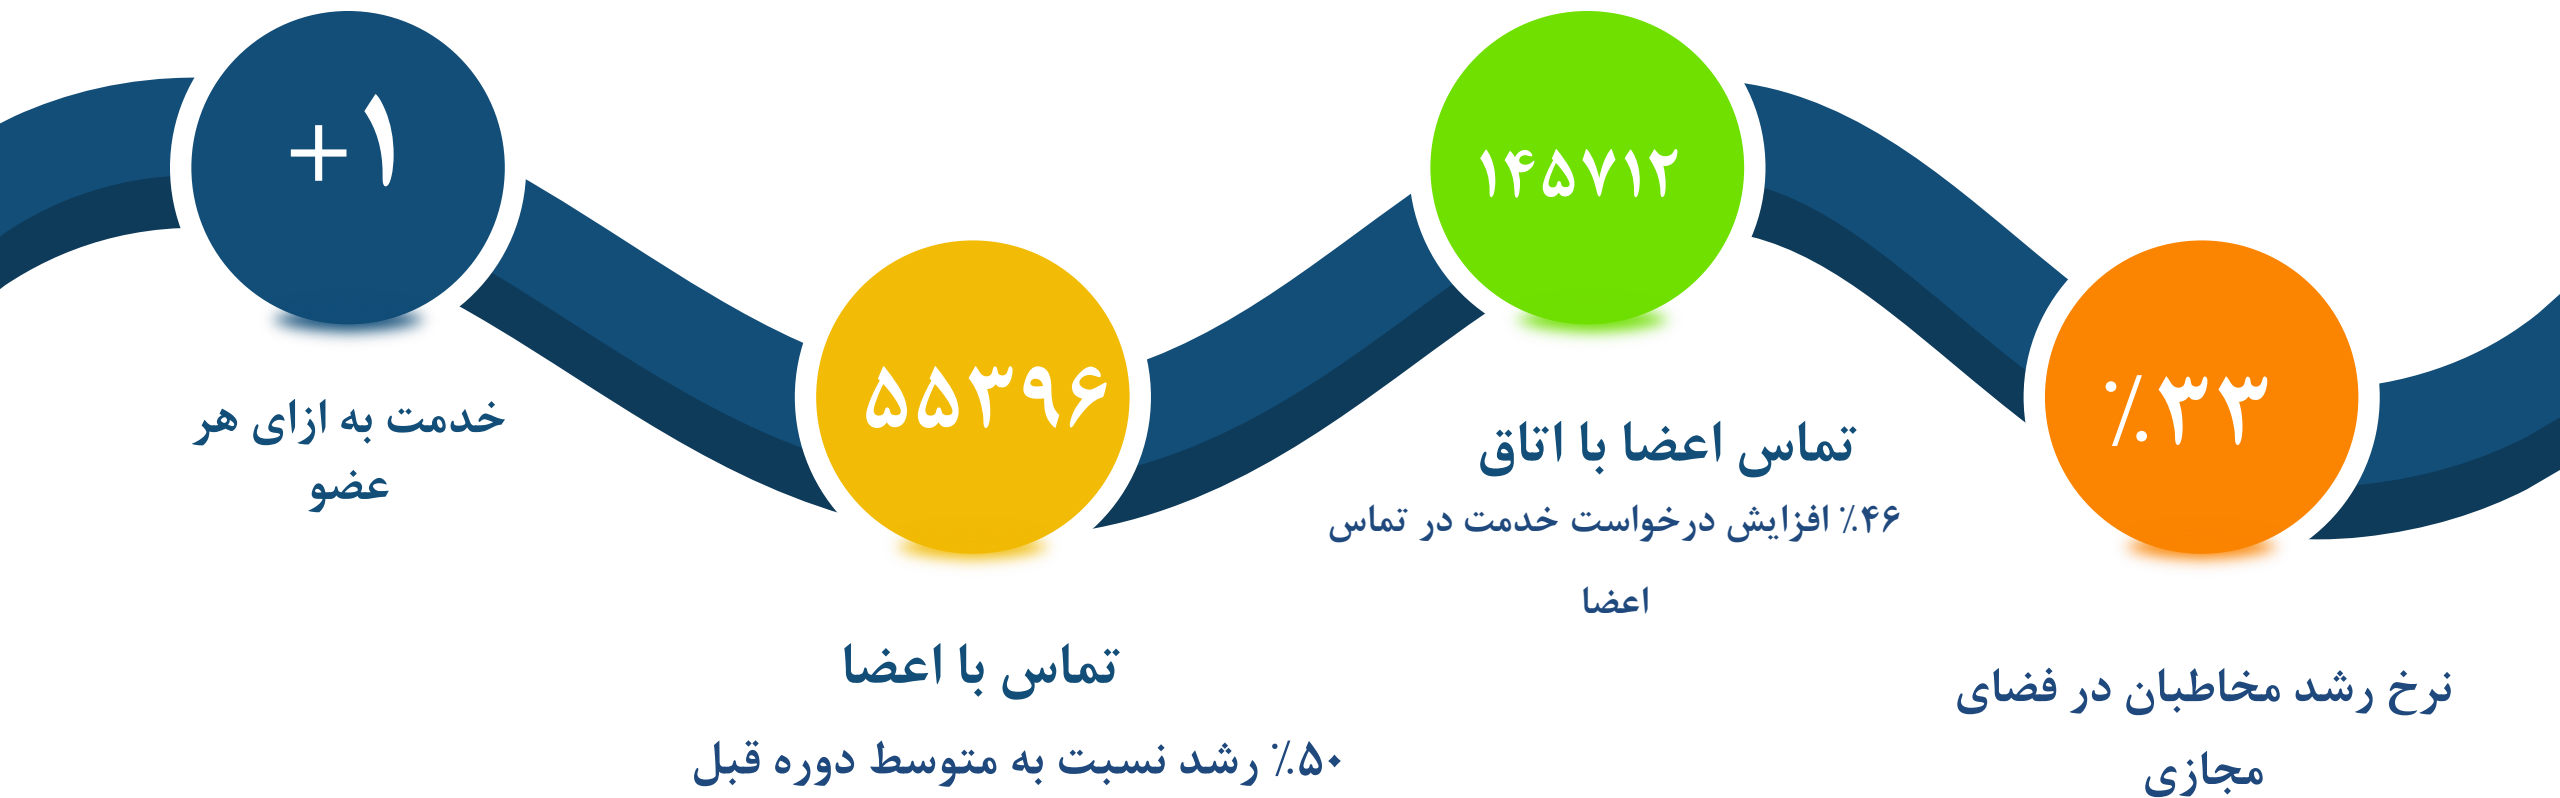 ٪۳۳
نرخ رشد مخاطبان در فضای
مجازی
۱۴۵۷۱۲
تماس اعضا با اتاق
۴۶٪ افزایش درخواست خدمت در تماس
اعضا
۵۵۳۹۶
تماس با اعضا
۵۰٪ رشد نسبت به متوسط دوره قبل
+۱
خدمت به ازای هر
عضو